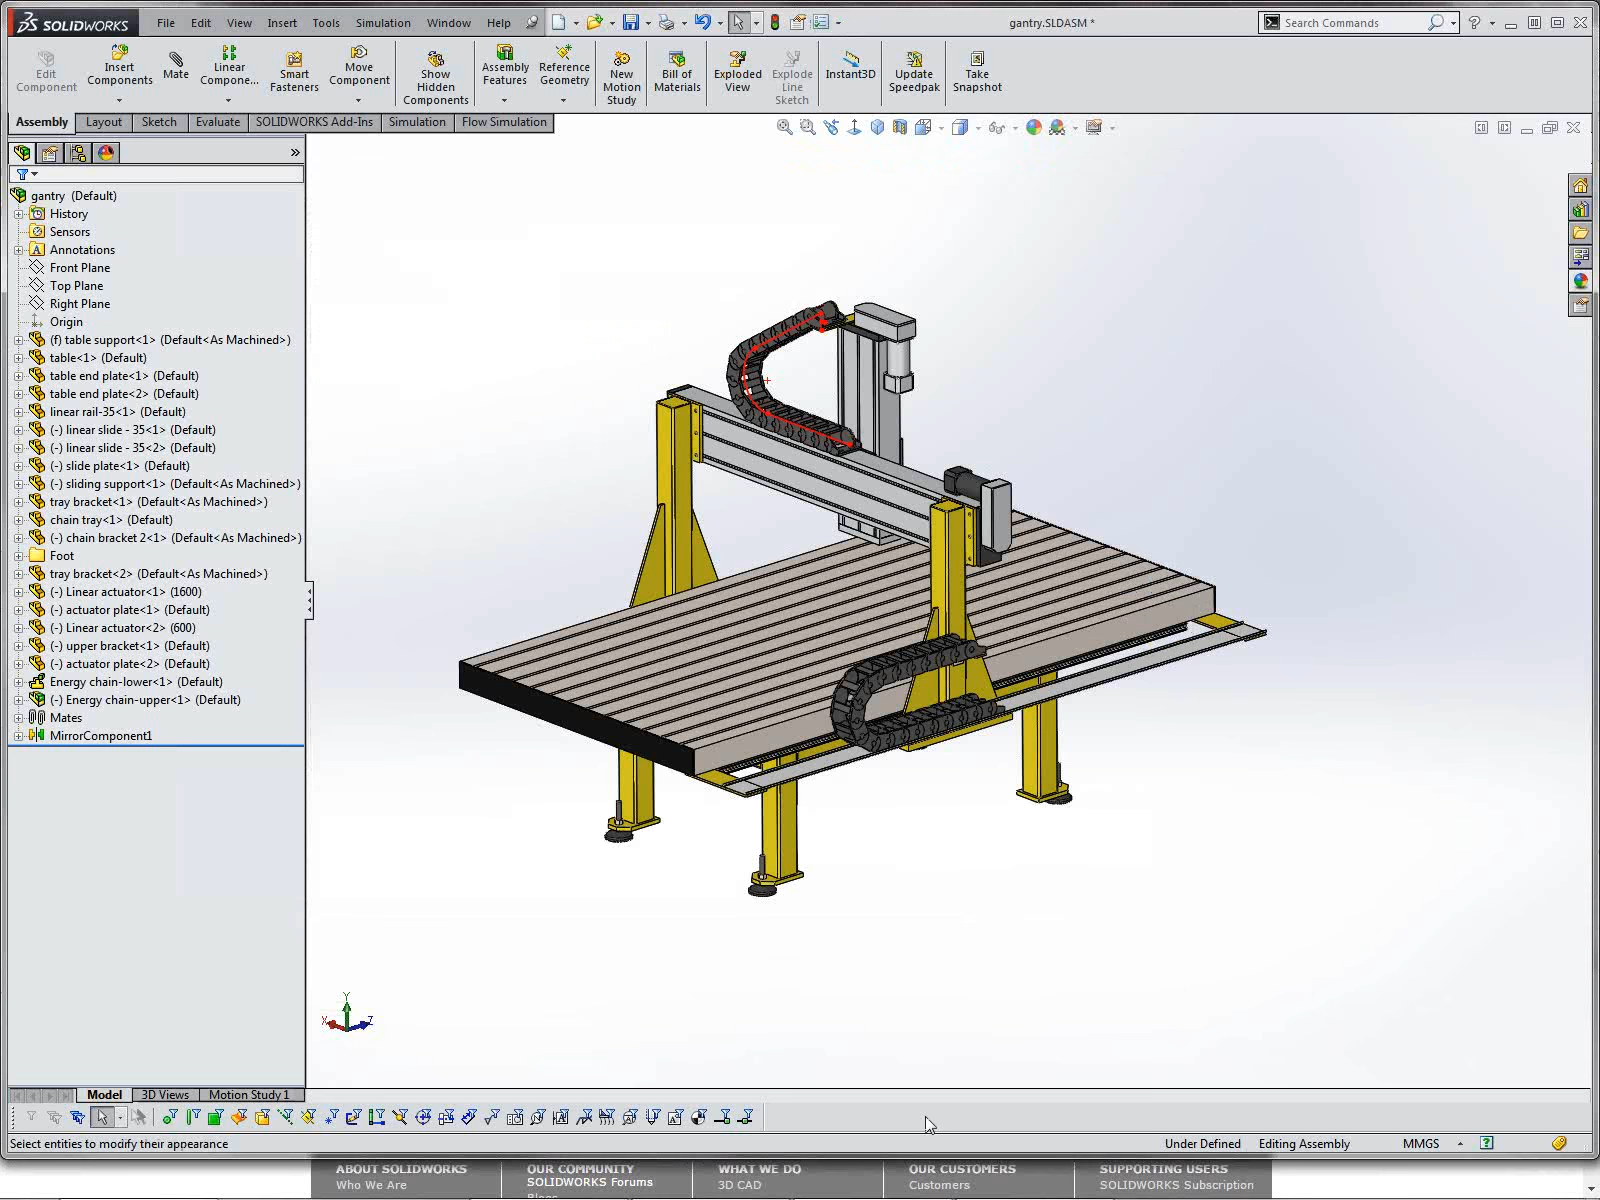 SOLIDWORKS File Edit View Insert Tools Simulation Window Help gantry.SLDASM * Search Commands ?
Edit Component
Insert Components
Mate
Linear Compone...
Smart Fasteners
Move Component
Show Hidden Components
Assembly Features
Reference Geometry
New Motion Study
Bill of Materials
Exploded View
Explode Line Sketch
Instant3D
Update Speedpak
Take Snapshot
Assembly Layout Sketch Evaluate SOLIDWORKS Add-Ins Simulation Flow Simulation
»
gantry (Default)
History
Sensors
Annotations
Front Plane
Top Plane
Right Plane
Origin
(f) table support<1> (Default<As Machined>)
table<1> (Default)
table end plate<1> (Default)
table end plate<2> (Default)
linear rail-35<1> (Default)
(-) linear slide - 35<1> (Default)
(-) linear slide - 35<2> (Default)
(-) slide plate<1> (Default)
(-) sliding support<1> (Default<As Machined>)
tray bracket<1> (Default<As Machined>)
chain tray<1> (Default)
(-) chain bracket 2<1> (Default<As Machined>)
Foot
tray bracket<2> (Default<As Machined>)
(-) Linear actuator<1> (1600)
(-) actuator plate<1> (Default)
(-) Linear actuator<2> (600)
(-) upper bracket<1> (Default)
(-) actuator plate<2> (Default)
Energy chain-lower<1> (Default)
(-) Energy chain-upper<1> (Default)
Mates
MirrorComponent1
Y
X Z
Model 3D Views Motion Study 1
Select entities to modify their appearance Under Defined Editing Assembly MMGS ?
ABOUT SOLIDWORKS OUR COMMUNITY WHAT WE DO OUR CUSTOMERS SUPPORTING USERS
Who We Are SOLIDWORKS Forums 3D CAD Customers SOLIDWORKS Subscription